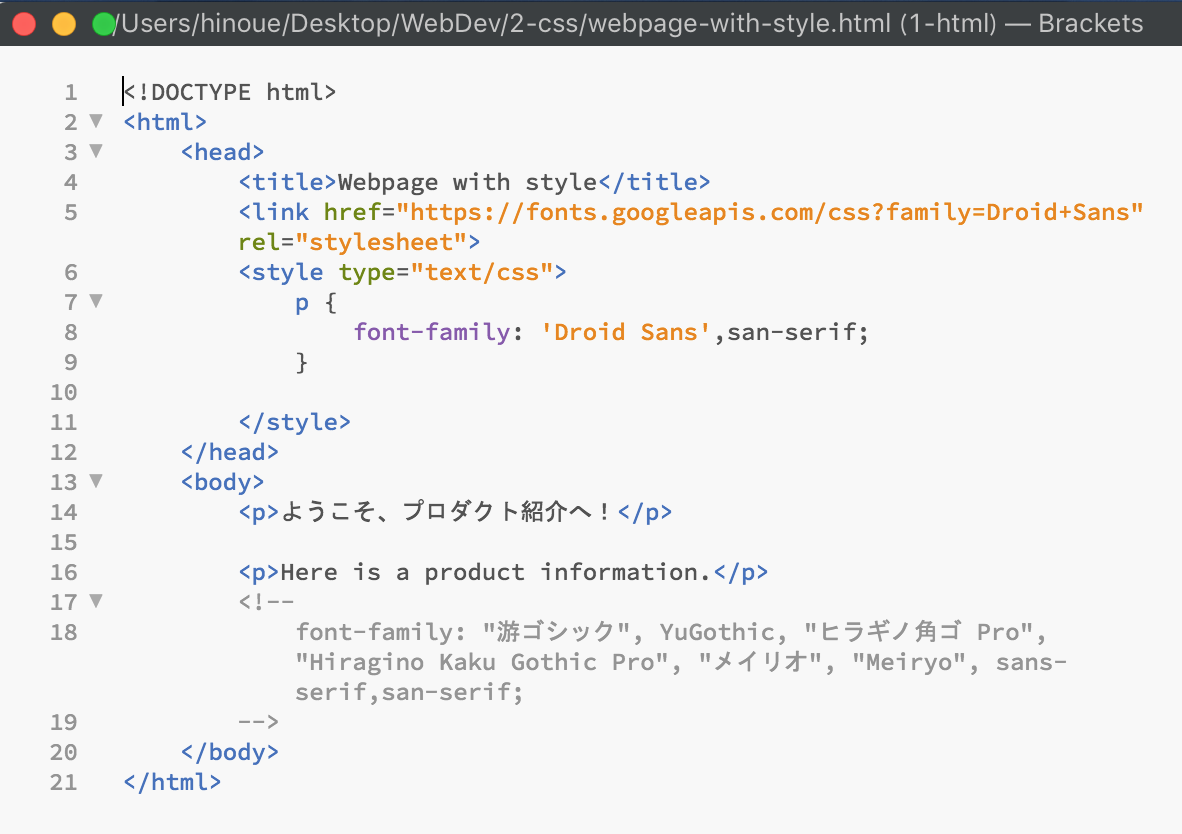 /Users/hinoue/Desktop/WebDev/2-css/webpage-with-style.html (1-html) — Brackets
1 <!DOCTYPE html>
2 <html>
3 <head>
4 <title>Webpage with style</title>
5 <link href="https://fonts.googleapis.com/css?family=Droid+Sans"
rel="stylesheet">
6 <style type="text/css">
7 p {
8 font-family: 'Droid Sans',san-serif;
9 }
10
11 </style>
12 </head>
13 <body>
14 <p>ようこそ、プロダクト紹介へ！</p>
15
16 <p>Here is a product information.</p>
17 <!--
18 font-family: "游ゴシック", YuGothic, "ヒラギノ角ゴ Pro",
"Hiragino Kaku Gothic Pro", "メイリオ", "Meiryo", sans-
serif,san-serif;
19 -->
20 </body>
21 </html>